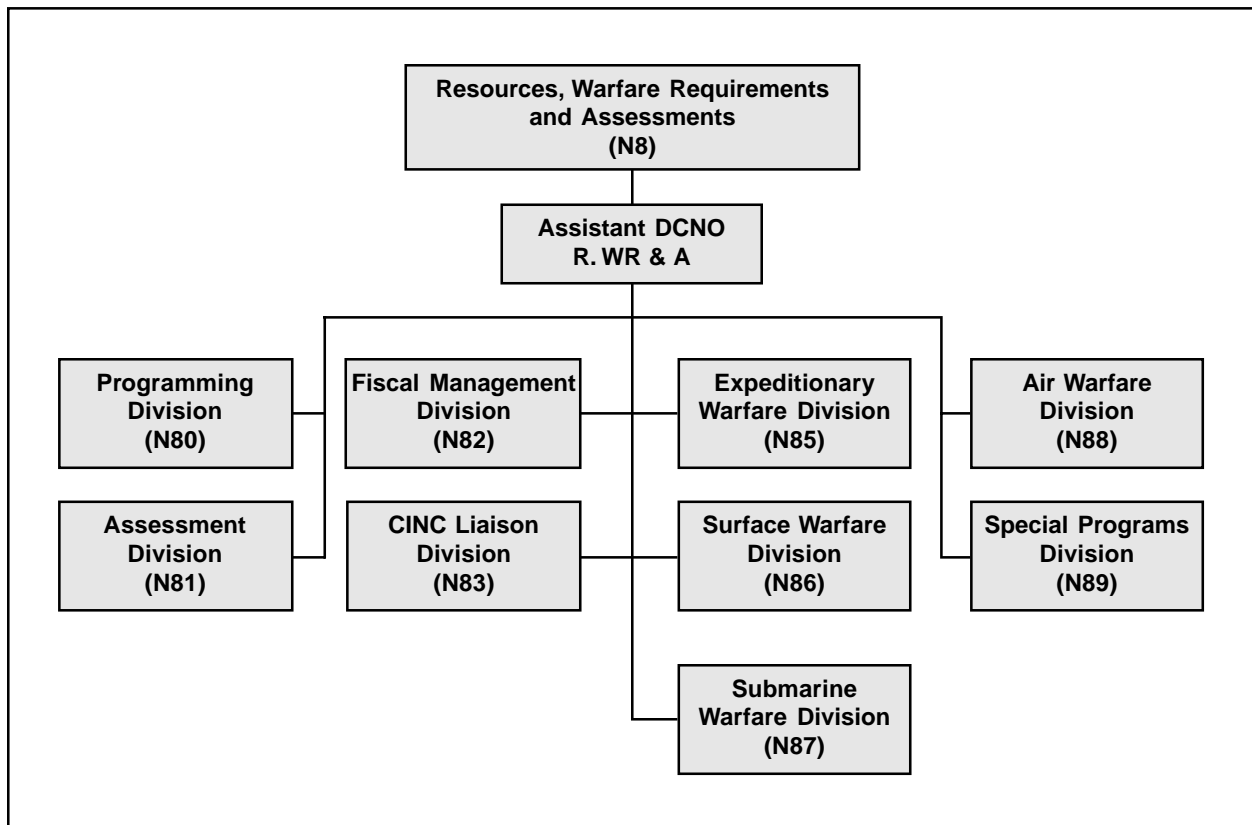 Resources, Warfare Requirements
and Assessments
(N8)
Assistant DCNO
R. WR & A
Programming
Division
(N80)
Fiscal Management
Division
(N82)
Expeditionary
Warfare Division
(N85)
Air Warfare
Division
(N88)
Assessment
Division
(N81)
CINC Liaison
Division
(N83)
Surface Warfare
Division
(N86)
Special Programs
Division
(N89)
Submarine
Warfare Division
(N87)